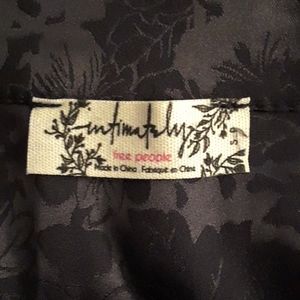 intimately
free people
Made in China . Fabriqué en Chine